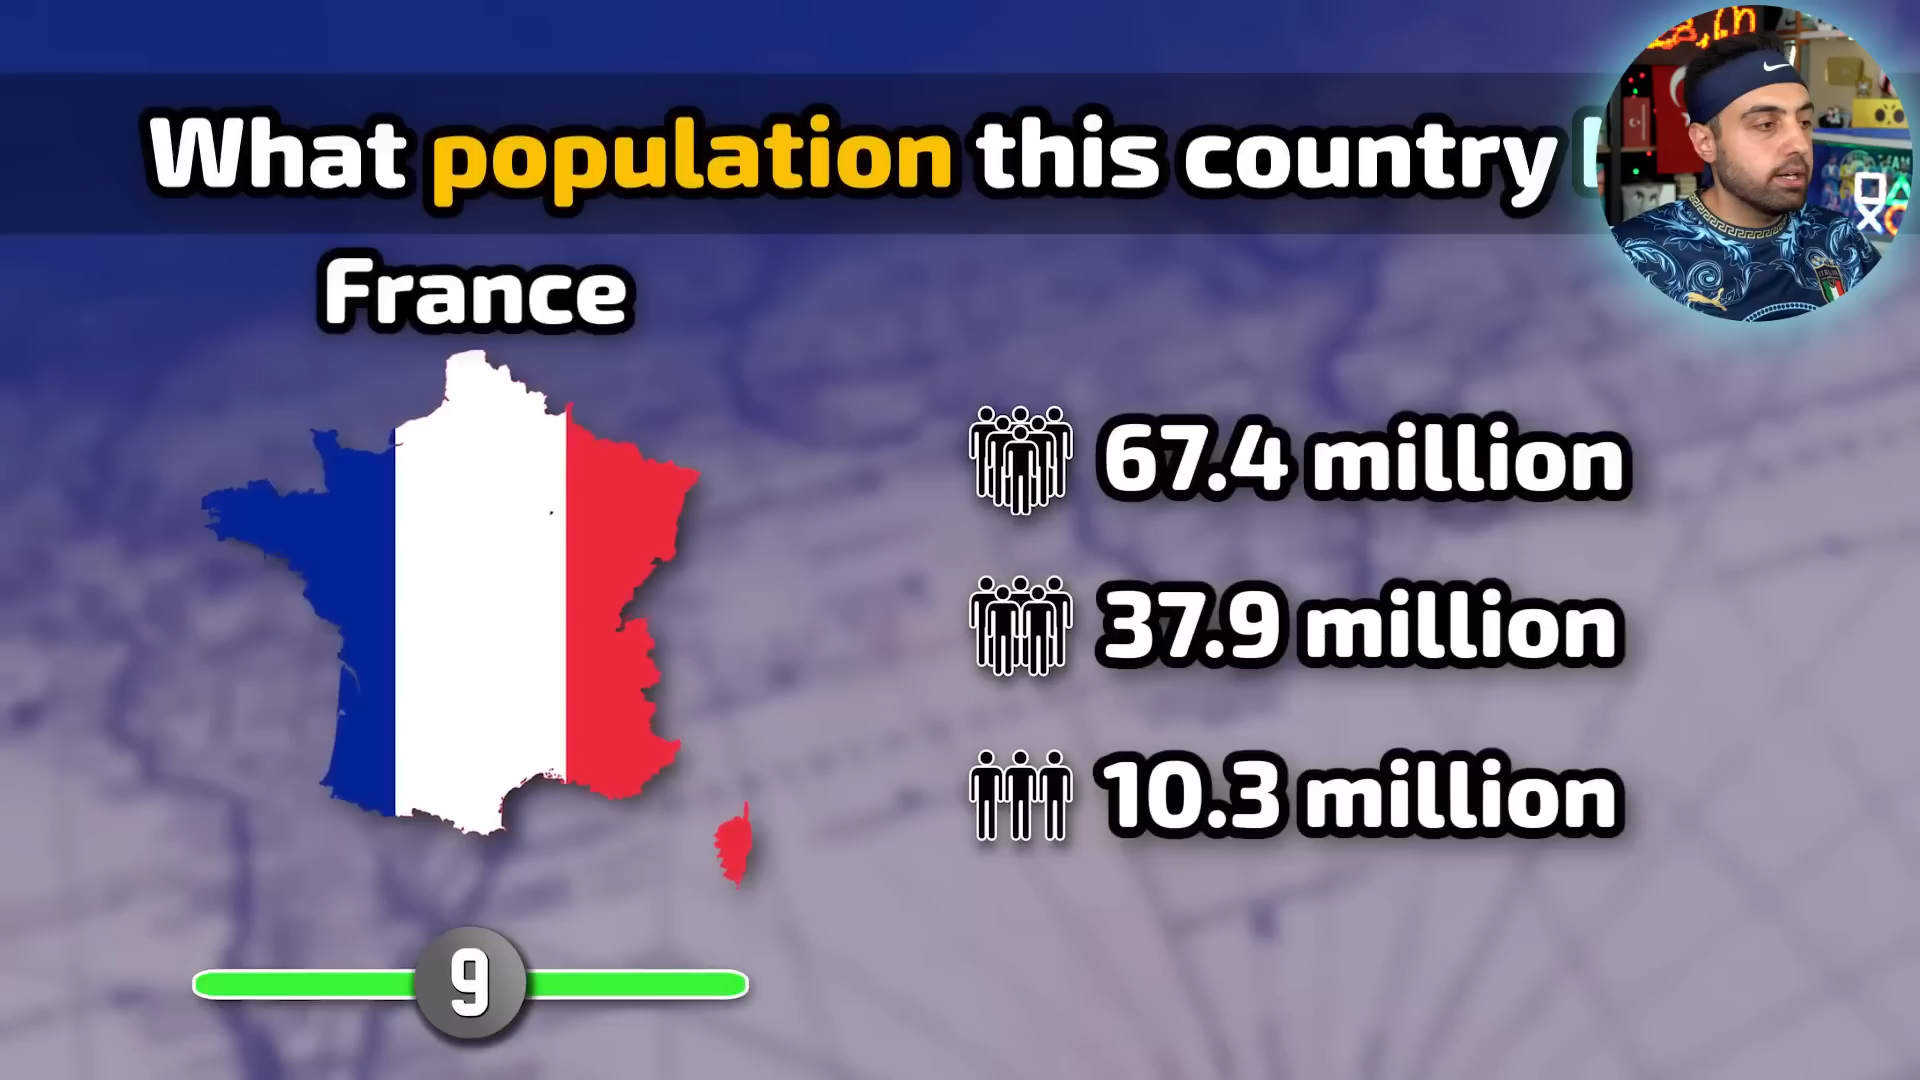 What population this country
France
67.4 million
37.9 million
10.3 million
9